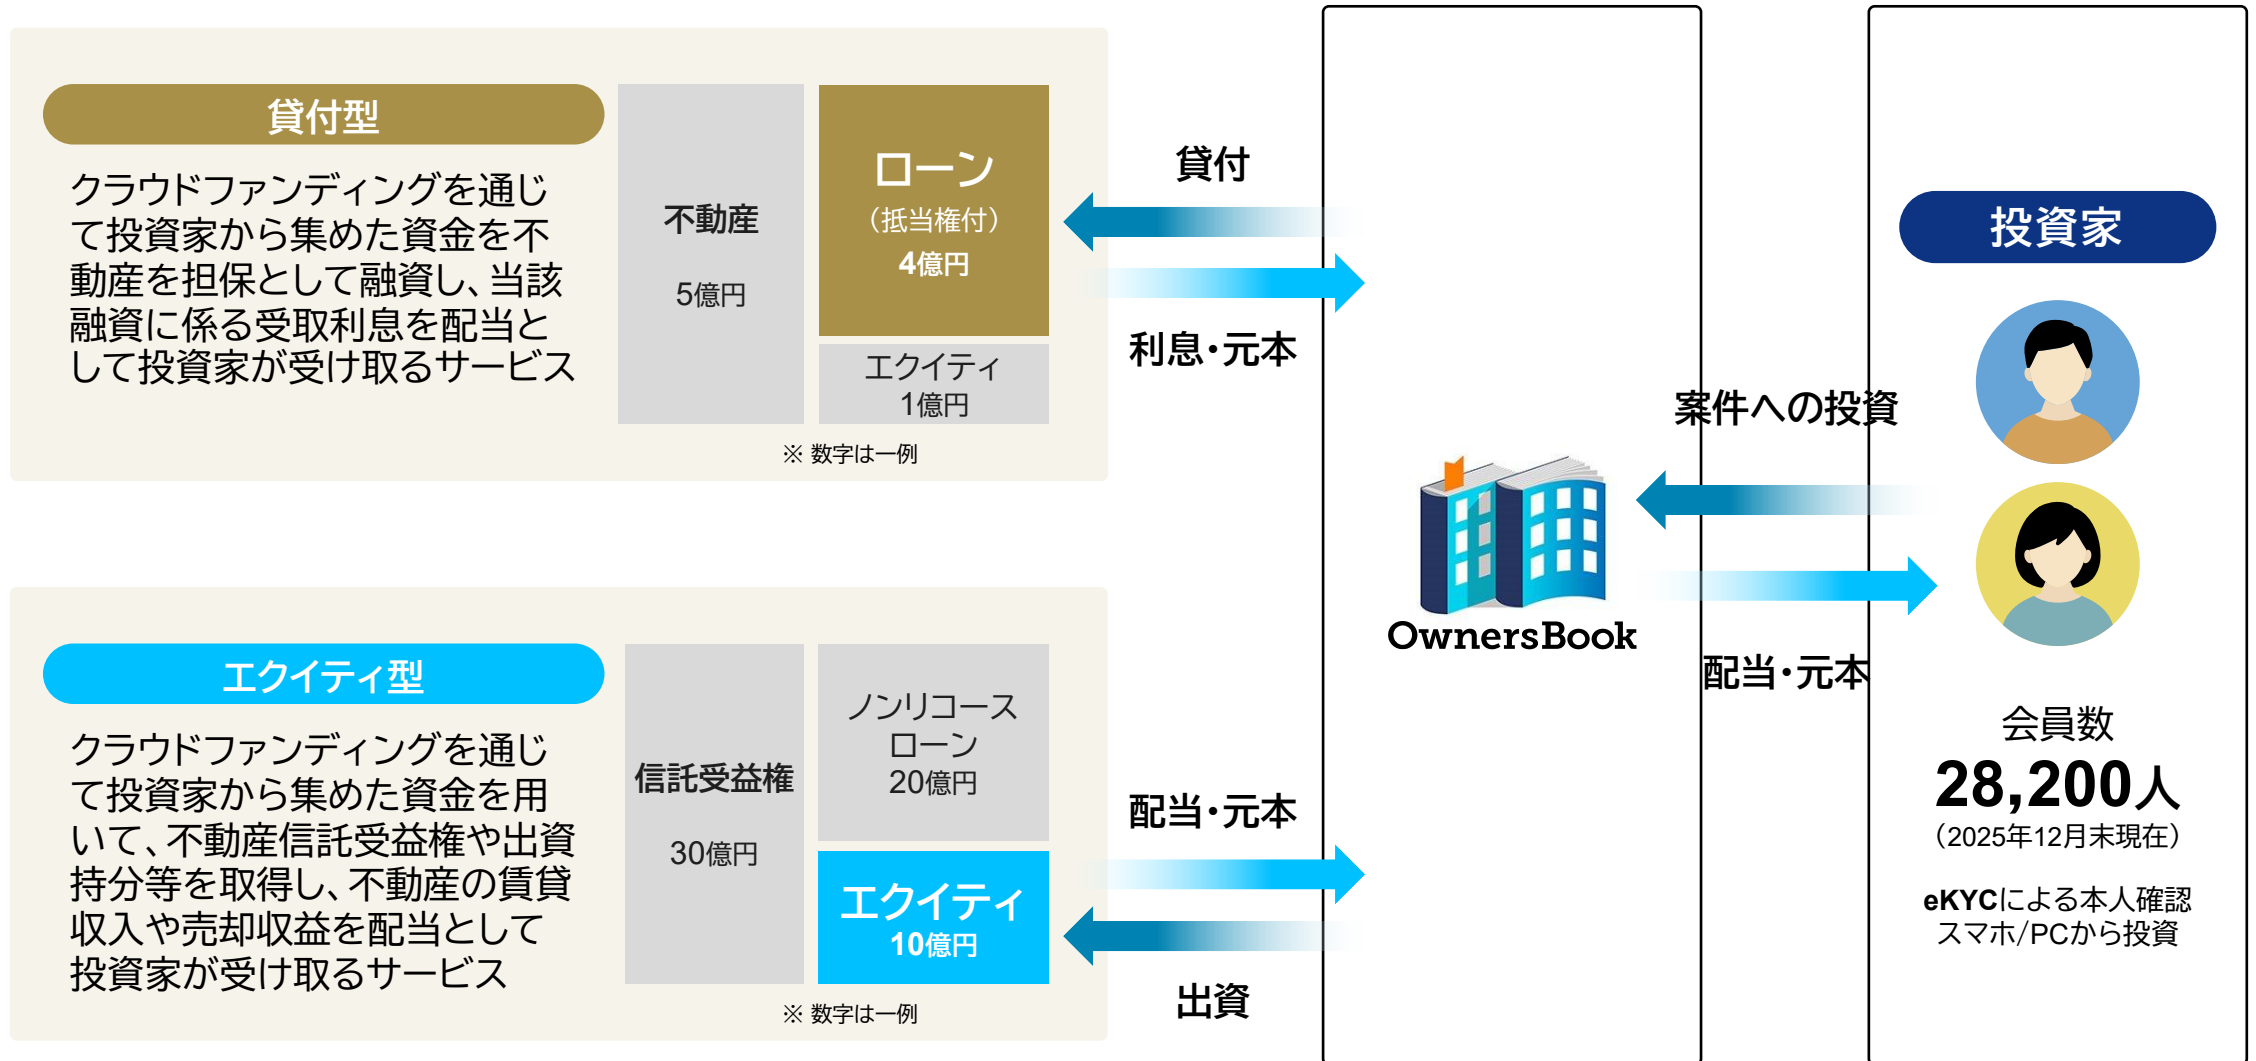 貸付型
クラウドファンディングを通じ
て投資家から集めた資金を不
動産を担保として融資し、当該
融資に係る受取利息を配当と
して投資家が受け取るサービス
不動産
5億円
ローン
（抵当権付）
4億円
エクイティ
1億円
※ 数字は一例
貸付
利息・元本
エクイティ型
クラウドファンディングを通じ
て投資家から集めた資金を用
いて、不動産信託受益権や出資
持分等を取得し、不動産の賃貸
収入や売却収益を配当として
投資家が受け取るサービス
信託受益権
30億円
ノンリコース
ローン
20億円
エクイティ
10億円
※ 数字は一例
配当・元本
出資
OwnersBook
案件への投資
配当・元本
投資家
会員数
28,200人
（2025年12月末現在）
eKYCによる本人確認
スマホ/PCから投資